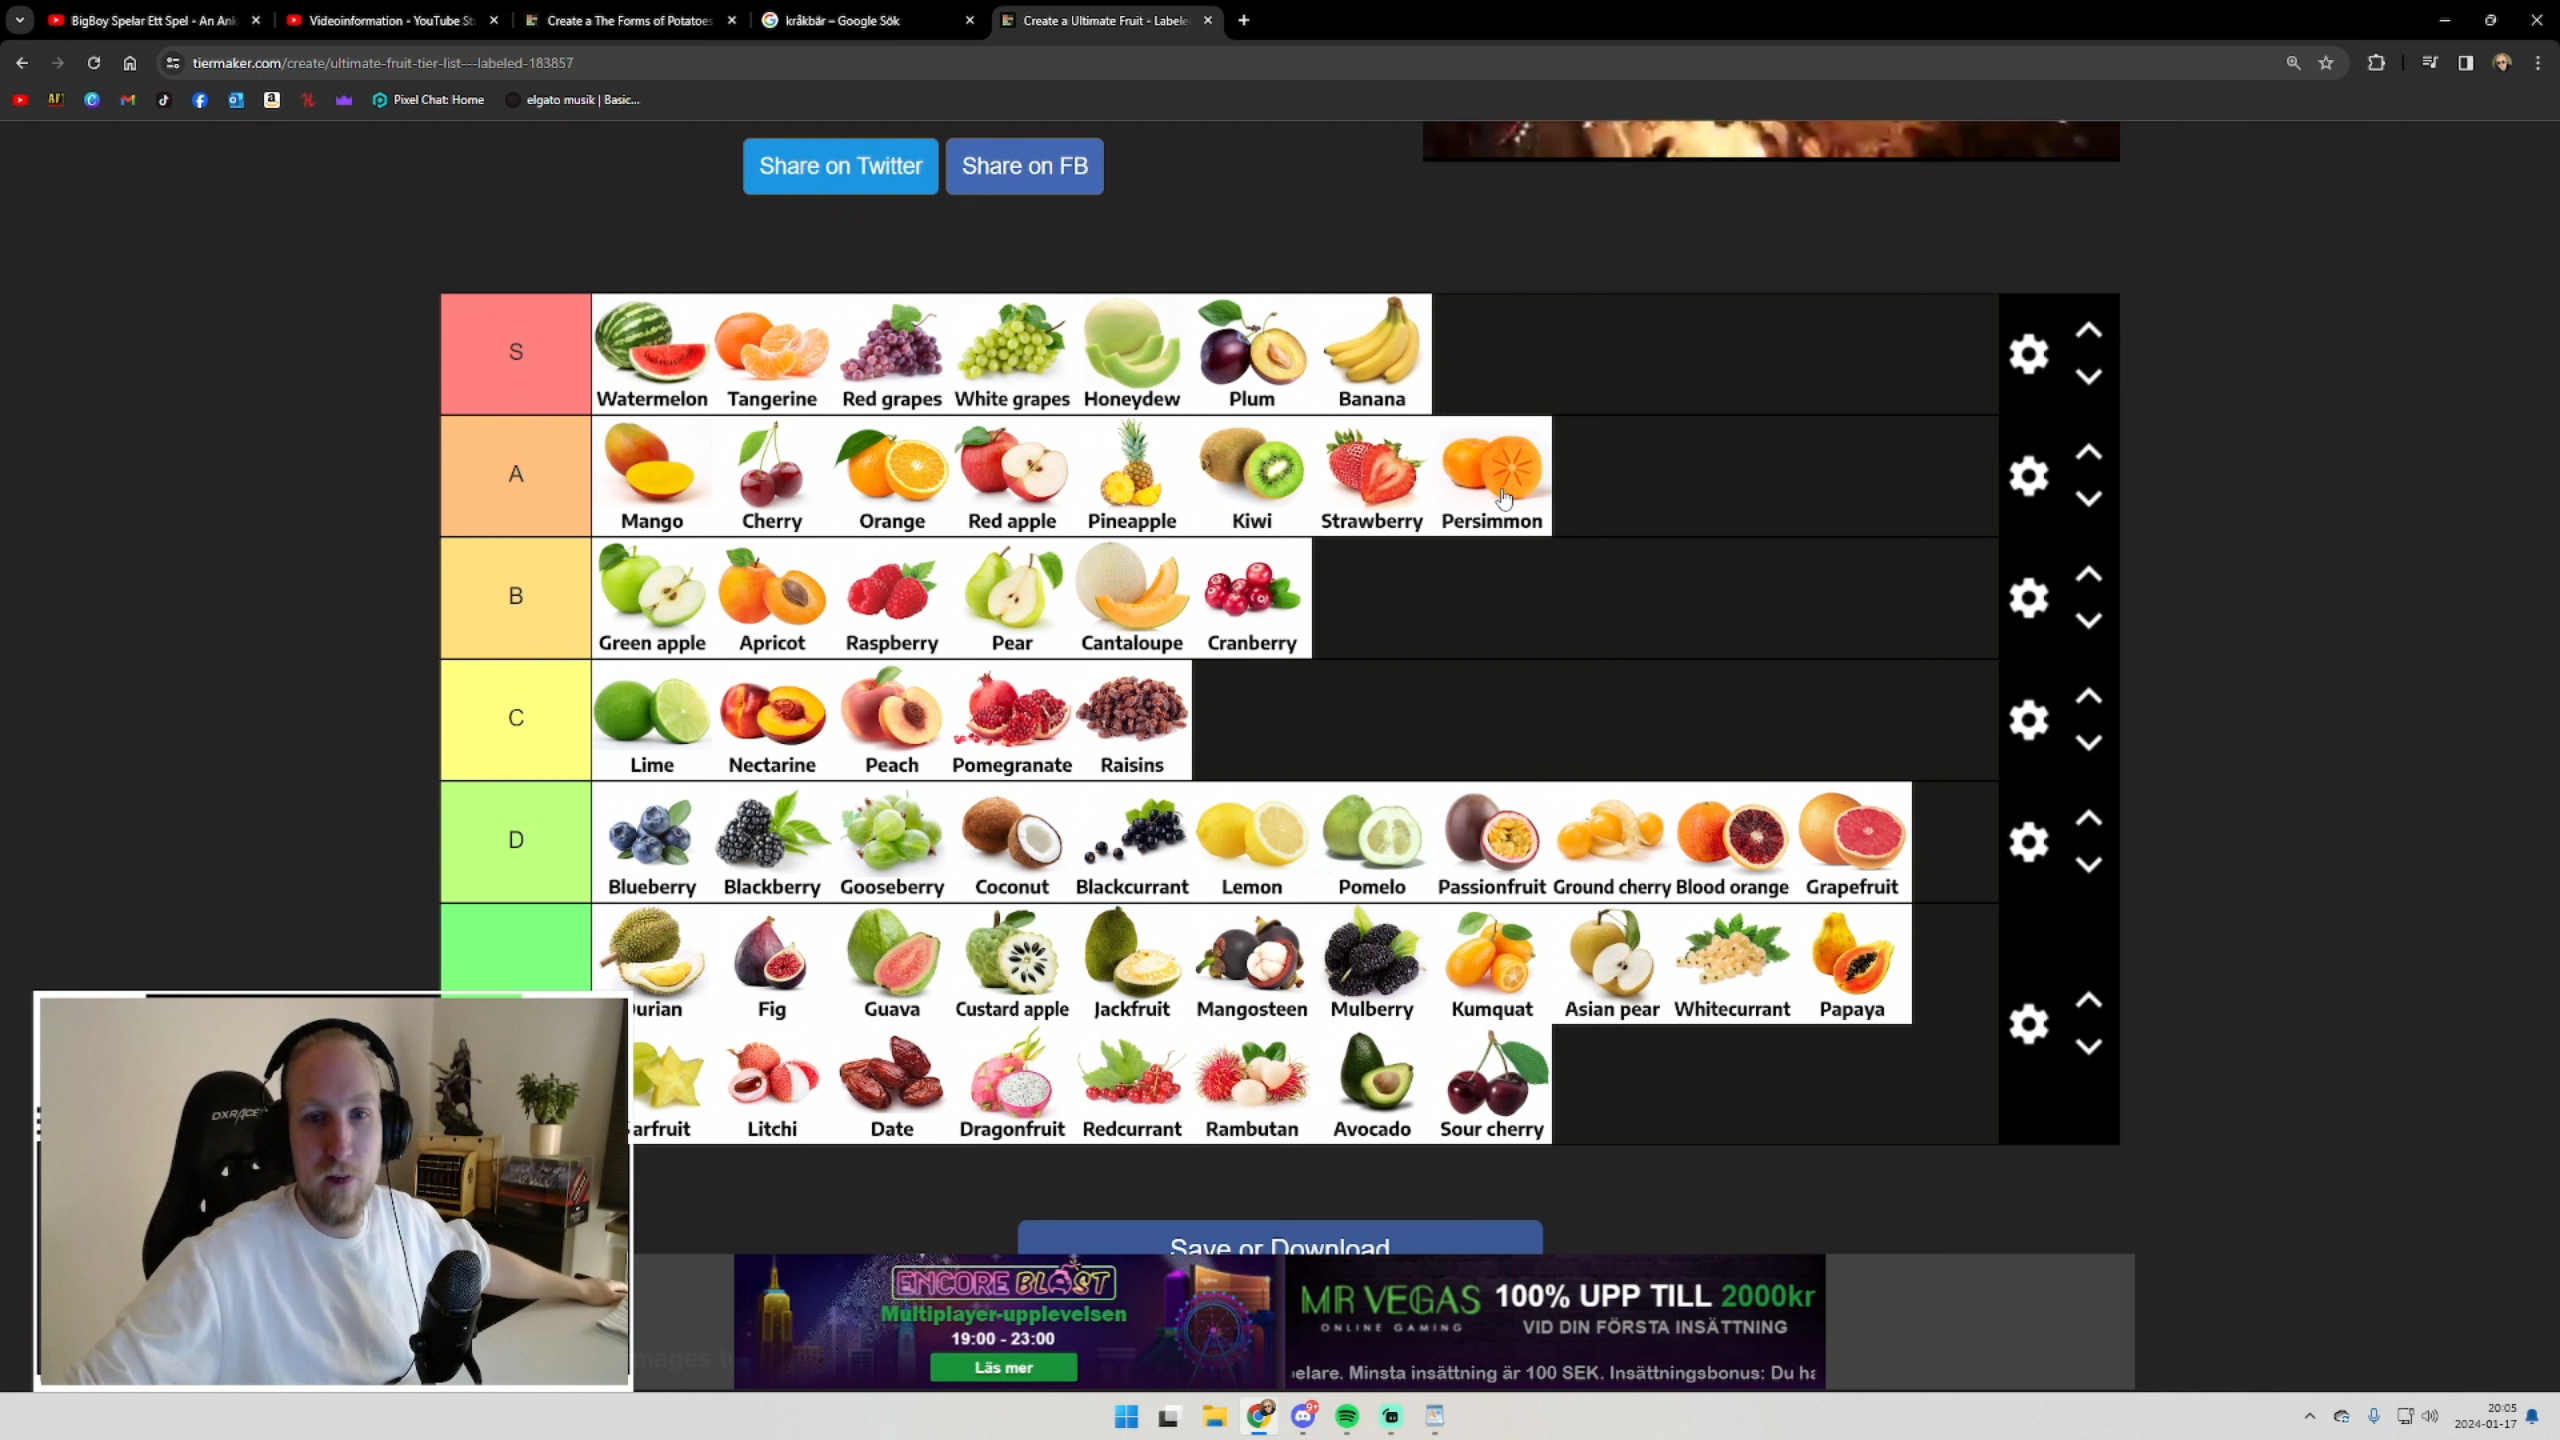 BigBoy Spelar Ett Spel - An Ank
Videoinformation - YouTube St
Create a The Forms of Potatoes
kråkbär – Google Sök
Create a Ultimate Fruit - Labele
tiermaker.com/create/ultimate-fruit-tier-list---labeled-183857
Pixel Chat: Home
elgato musik | Basic...
Share on Twitter
Share on FB
S
Watermelon Tangerine Red grapes White grapes Honeydew Plum Banana
A
Mango Cherry Orange Red apple Pineapple Kiwi Strawberry Persimmon
B
Green apple Apricot Raspberry Pear Cantaloupe Cranberry
C
Lime Nectarine Peach Pomegranate Raisins
D
Blueberry Blackberry Gooseberry Coconut Blackcurrant Lemon Pomelo Passionfruit Ground cherry Blood orange Grapefruit
urian Fig Guava Custard apple Jackfruit Mangosteen Mulberry Kumquat Asian pear Whitecurrant Papaya
arfruit Litchi Date Dragonfruit Redcurrant Rambutan Avocado Sour cherry
DXRACER
Save or Download
ENCORE BLAST
Multiplayer-upplevelsen
19:00 - 23:00
Läs mer
MR VEGAS
ONLINE GAMING
100% UPP TILL 2000kr
VID DIN FÖRSTA INSÄTTNING
elare. Minsta insättning är 100 SEK. Insättningsbonus: Du ha
9+
20:05
2024-01-17